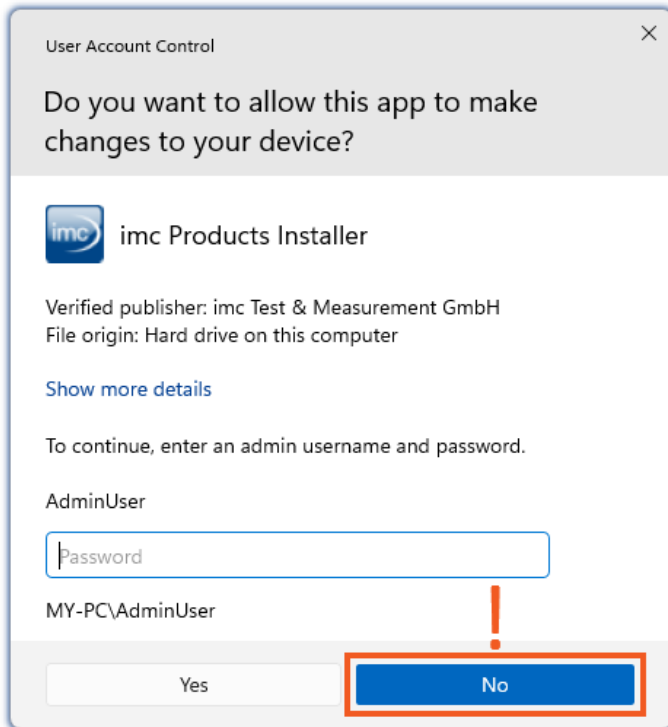 User Account Control
Do you want to allow this app to make
changes to your device?
imc
imc Products Installer
Verified publisher: imc Test & Measurement GmbH
File origin: Hard drive on this computer
Show more details
To continue, enter an admin username and password.
AdminUser
Password
MY-PC\AdminUser
!
Yes
No